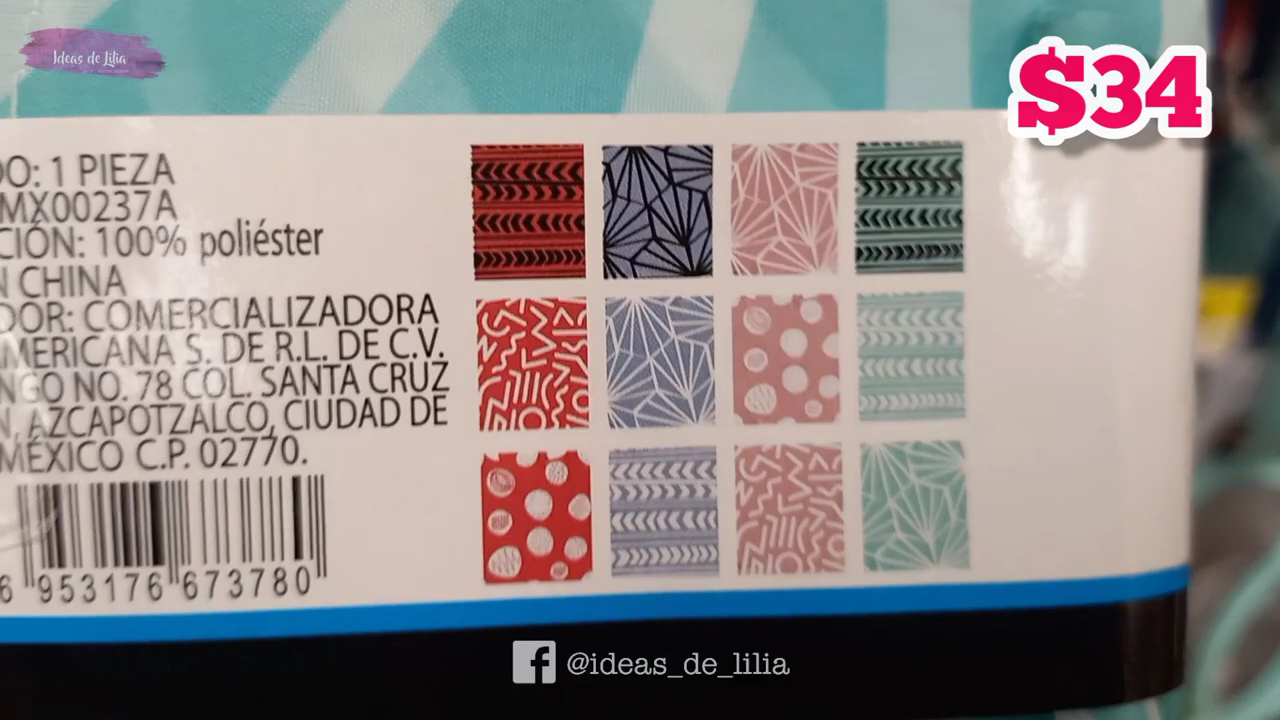 Ideas de Lilia
$34
DO: 1 PIEZA
MX00237A
CIÓN: 100% poliéster
N CHINA
DOR: COMERCIALIZADORA
MERICANA S. DE R.L. DE C.V.
NGO NO. 78 COL. SANTA CRUZ
N, AZCAPOTZALCO, CIUDAD DE
MÉXICO C.P. 02770.
6 953176 673780
@ideas_de_lilia